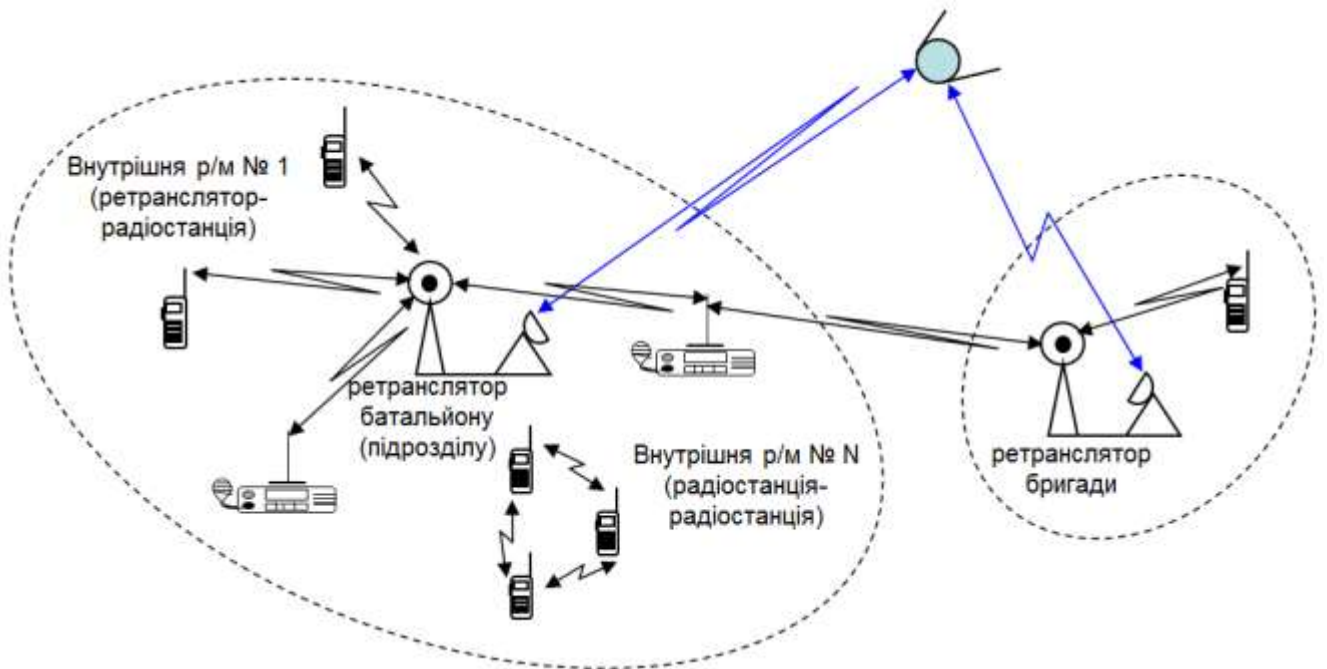 Внутрішня р/м № 1
(ретранслятор-
радіостанція)
ретранслятор
батальйону
(підрозділу)
Внутрішня р/м № N
(радіостанція-
радіостанція)
ретранслятор
бригади